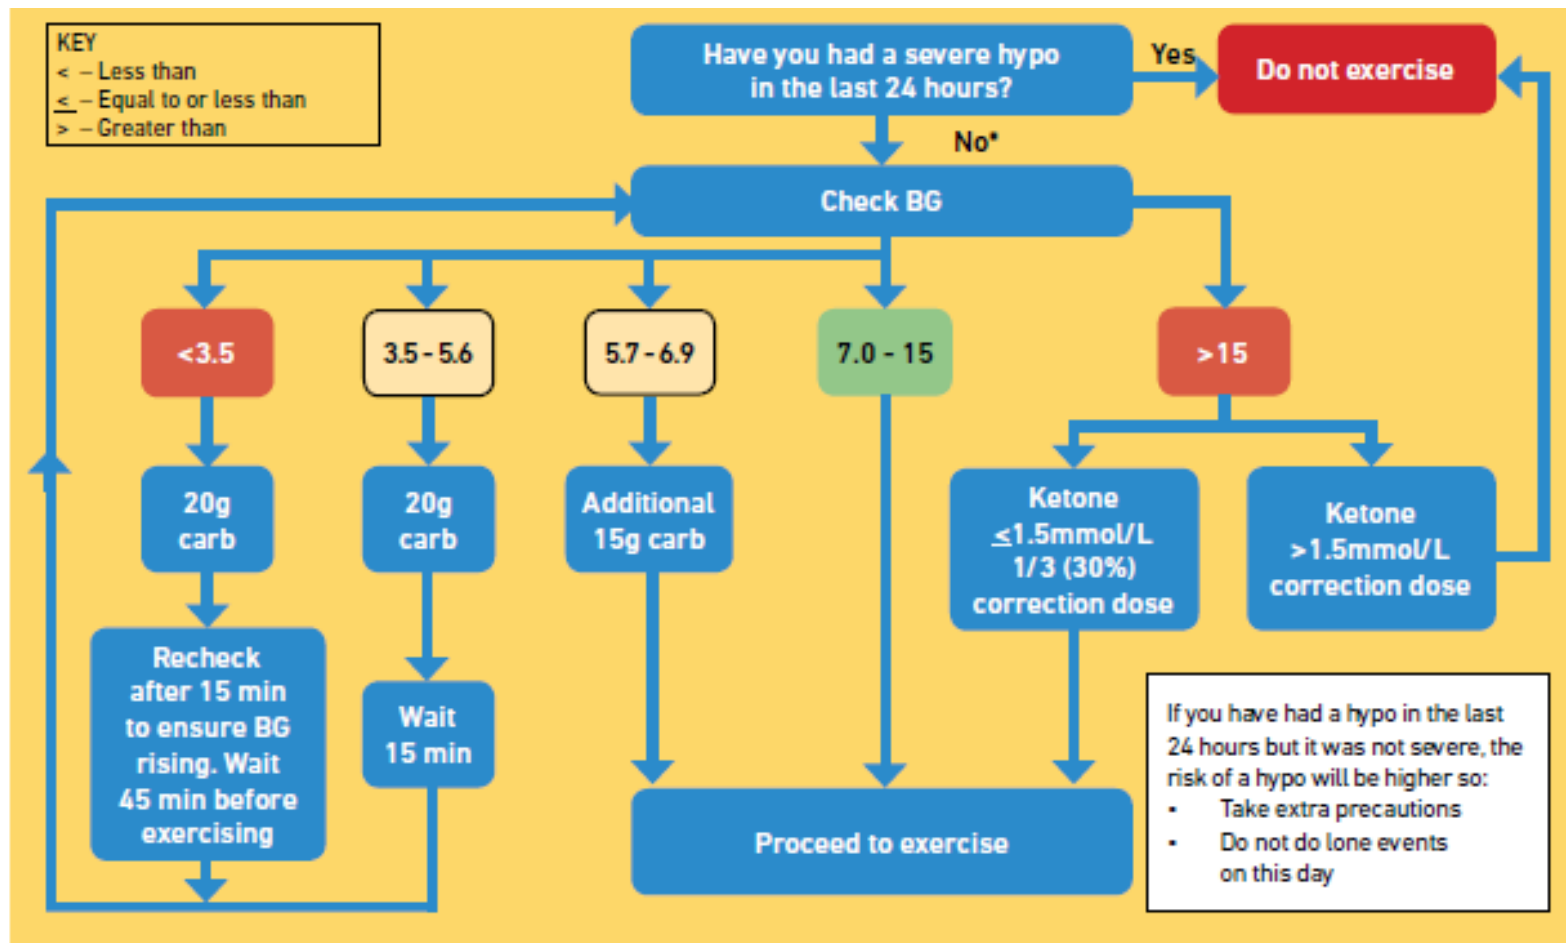 KEY
< – Less than
≤ – Equal to or less than
> – Greater than
Have you had a severe hypo
in the last 24 hours?
Yes
Do not exercise
No*
Check BG
<3.5
3.5 - 5.6
5.7 - 6.9
7.0 - 15
>15
20g
carb
20g
carb
Additional
15g carb
Ketone
≤1.5mmol/L
1/3 (30%)
correction dose
Ketone
>1.5mmol/L
correction dose
Recheck
after 15 min
to ensure BG
rising. Wait
45 min before
exercising
Wait
15 min
Proceed to exercise
If you have had a hypo in the last
24 hours but it was not severe, the
risk of a hypo will be higher so:
▪ Take extra precautions
▪ Do not do lone events
on this day